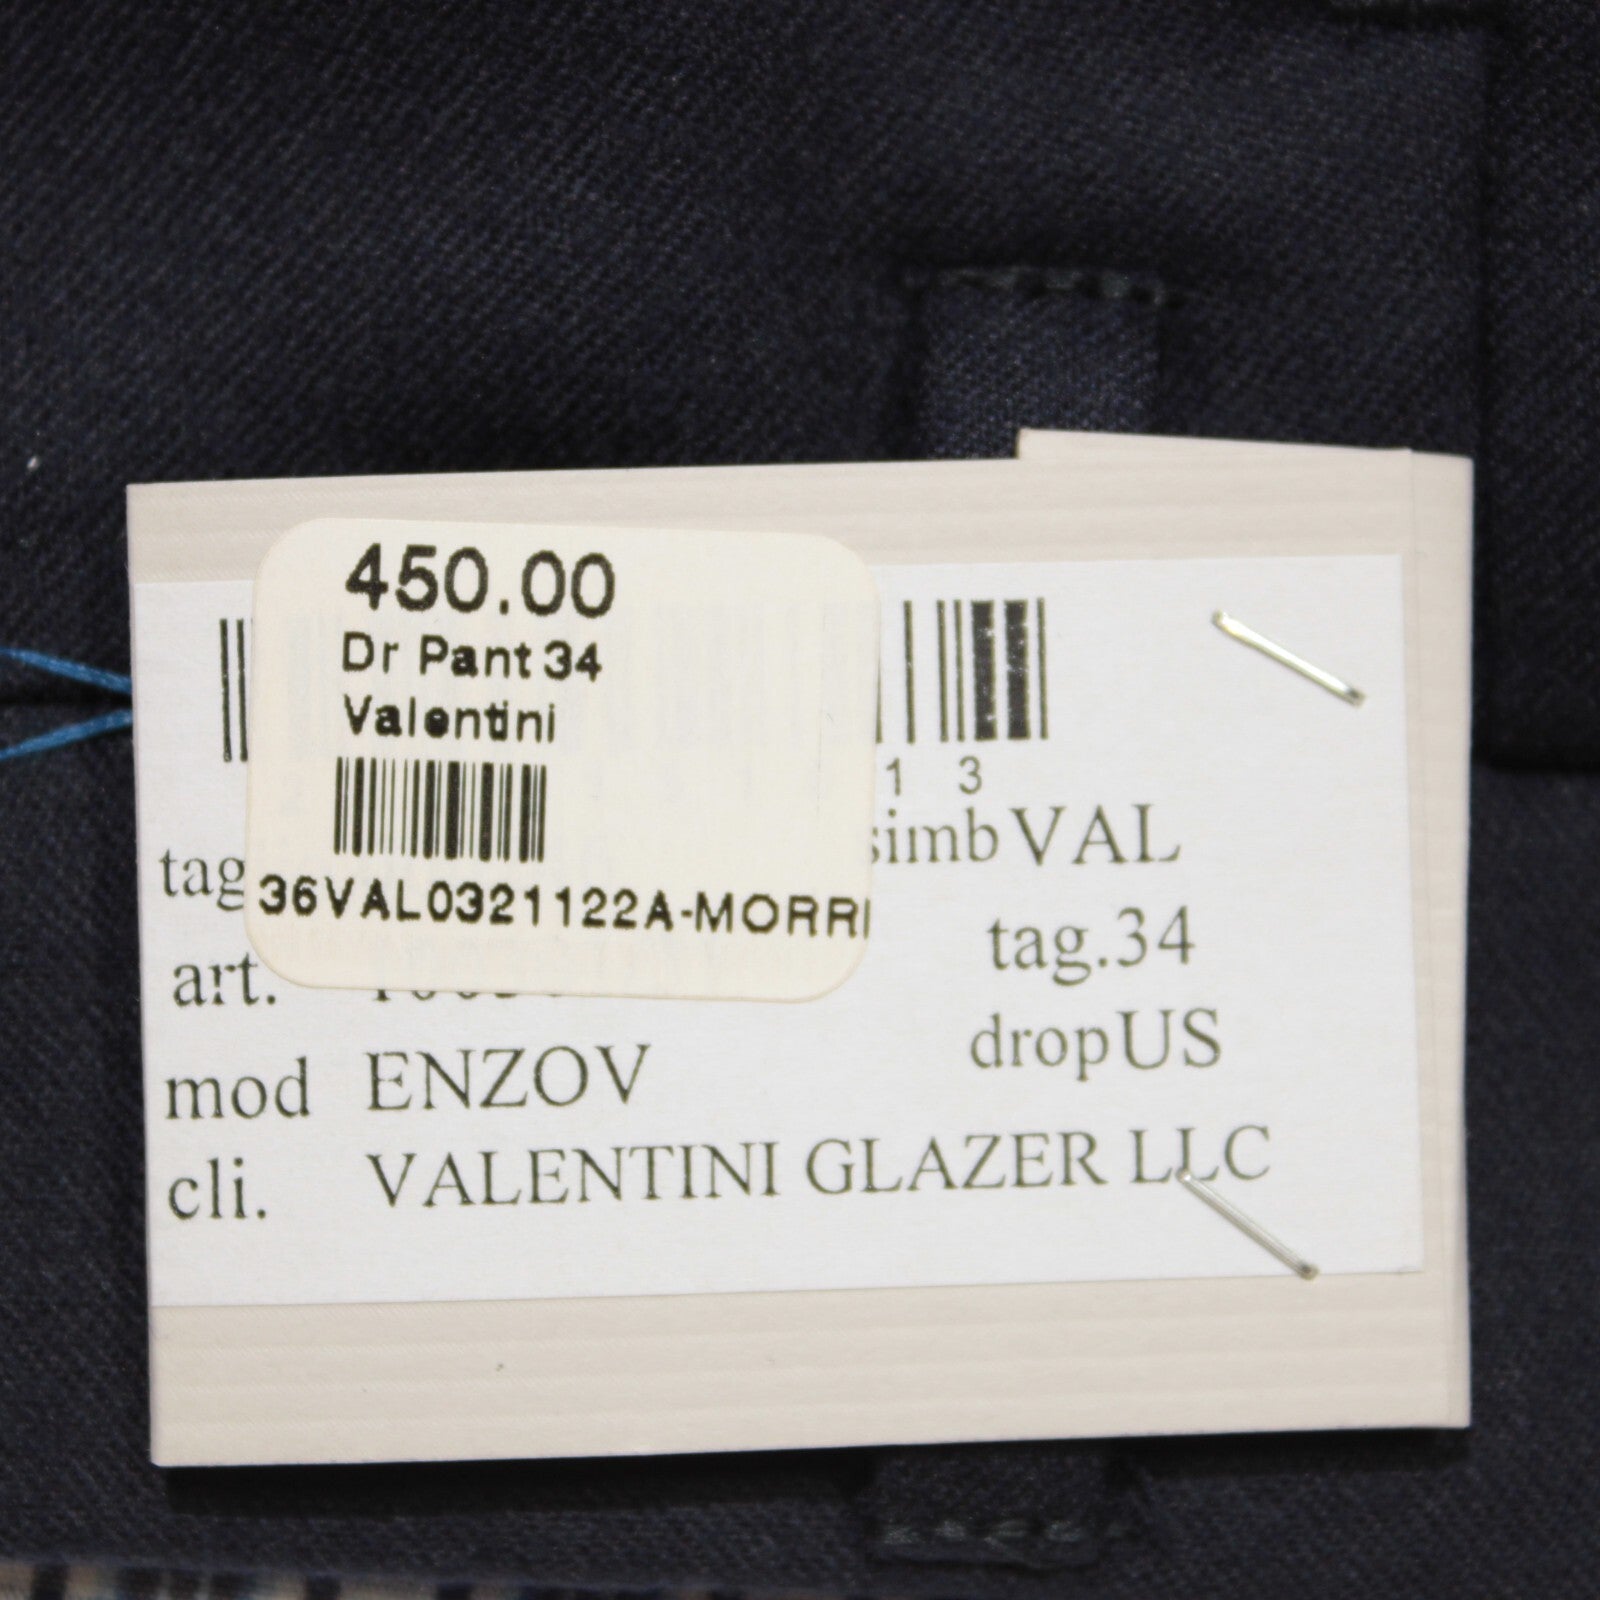 450.00
Dr Pant 34
Valentini
36VAL0321122A-MORRI
1 3
simb VAL
tag tag.34
art.
drop US
mod ENZOV
cli. VALENTINI GLAZER LLC